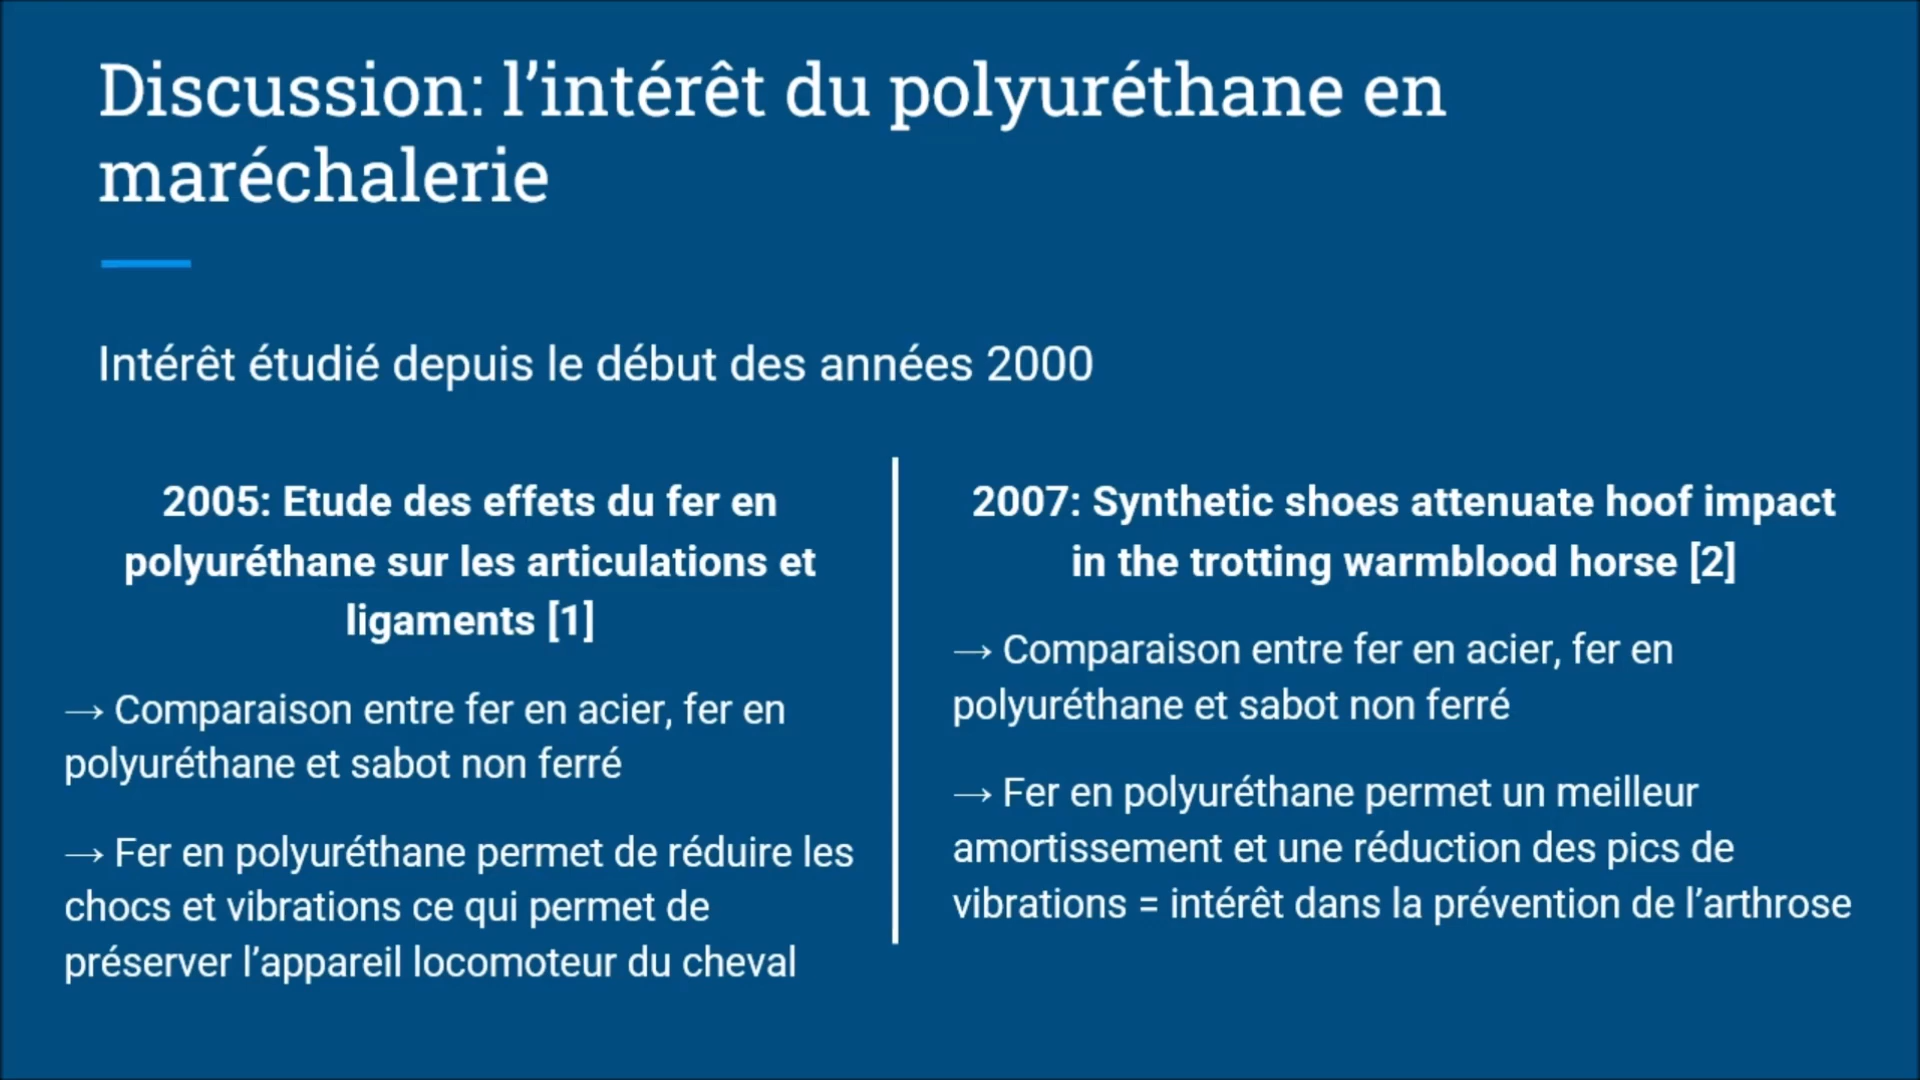 Discussion: l’intérêt du polyuréthane en
maréchalerie
Intérêt étudié depuis le début des années 2000
2005: Etude des effets du fer en
polyuréthane sur les articulations et
ligaments [1]
→ Comparaison entre fer en acier, fer en
polyuréthane et sabot non ferré
→ Fer en polyuréthane permet de réduire les
chocs et vibrations ce qui permet de
préserver l’appareil locomoteur du cheval
2007: Synthetic shoes attenuate hoof impact
in the trotting warmblood horse [2]
→ Comparaison entre fer en acier, fer en
polyuréthane et sabot non ferré
→ Fer en polyuréthane permet un meilleur
amortissement et une réduction des pics de
vibrations = intérêt dans la prévention de l’arthrose